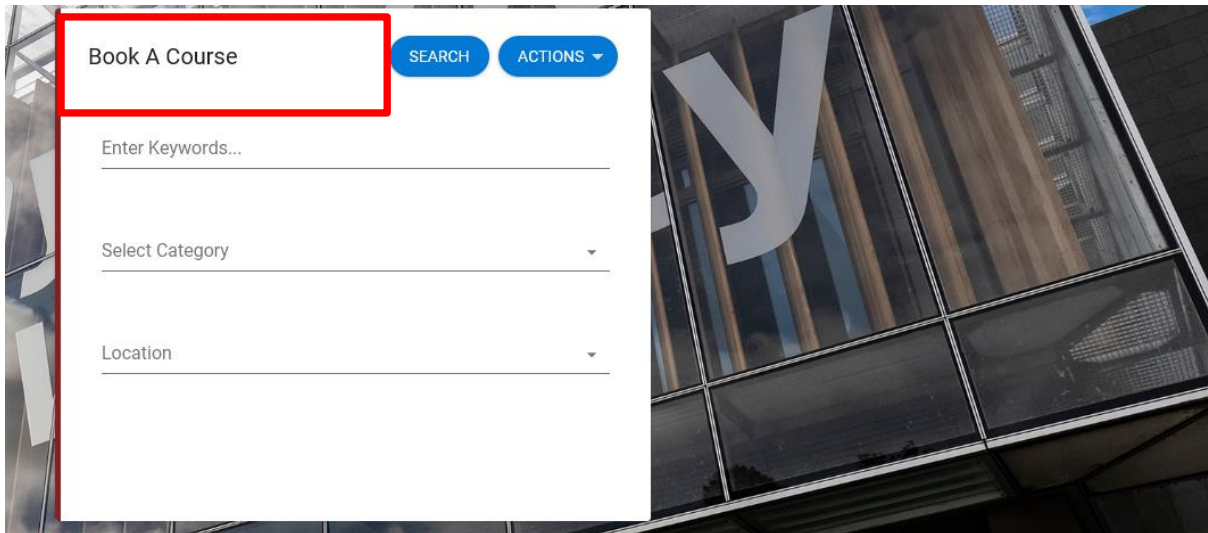 Book A Course
SEARCH
ACTIONS
Enter Keywords...
Select Category
Location